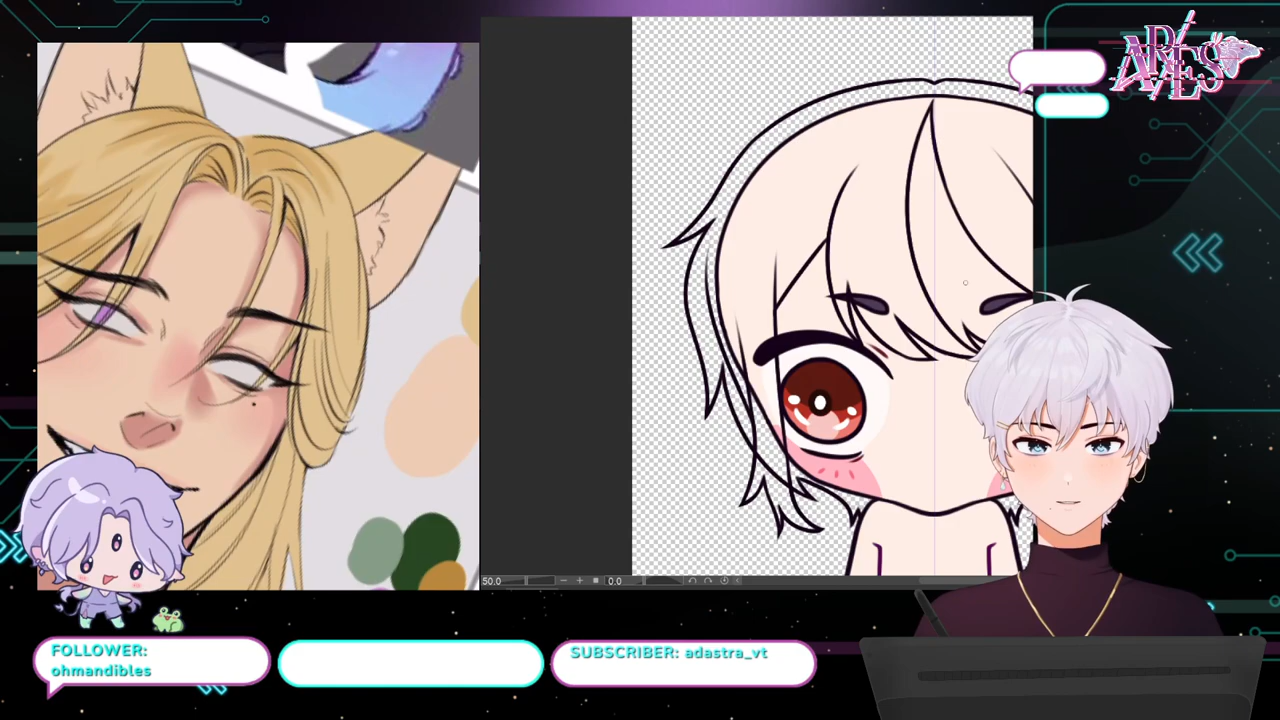 ARES
50.0
0.0
FOLLOWER:
ohmandibles
SUBSCRIBER: adastra_vt